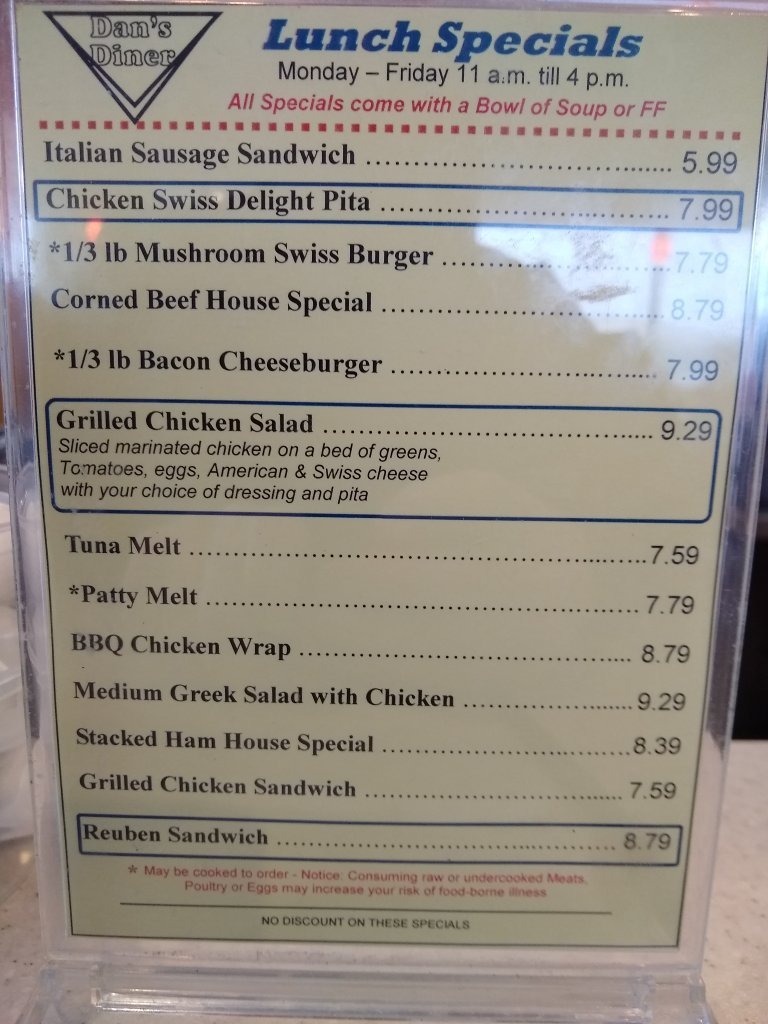 Dan's
Diner
Lunch Specials
Monday – Friday 11 a.m. till 4 p.m.
All Specials come with a Bowl of Soup or FF
Italian Sausage Sandwich 5.99
Chicken Swiss Delight Pita 7.99
*1/3 lb Mushroom Swiss Burger 7.79
Corned Beef House Special 8.79
*1/3 lb Bacon Cheeseburger 7.99
Grilled Chicken Salad 9.29
Sliced marinated chicken on a bed of greens,
Tomatoes, eggs, American & Swiss cheese
with your choice of dressing and pita
Tuna Melt 7.59
*Patty Melt 7.79
BBQ Chicken Wrap 8.79
Medium Greek Salad with Chicken 9.29
Stacked Ham House Special 8.39
Grilled Chicken Sandwich 7.59
Reuben Sandwich 8.79
* May be cooked to order - Notice: Consuming raw or undercooked Meats,
Poultry or Eggs may increase your risk of food-borne illness
NO DISCOUNT ON THESE SPECIALS